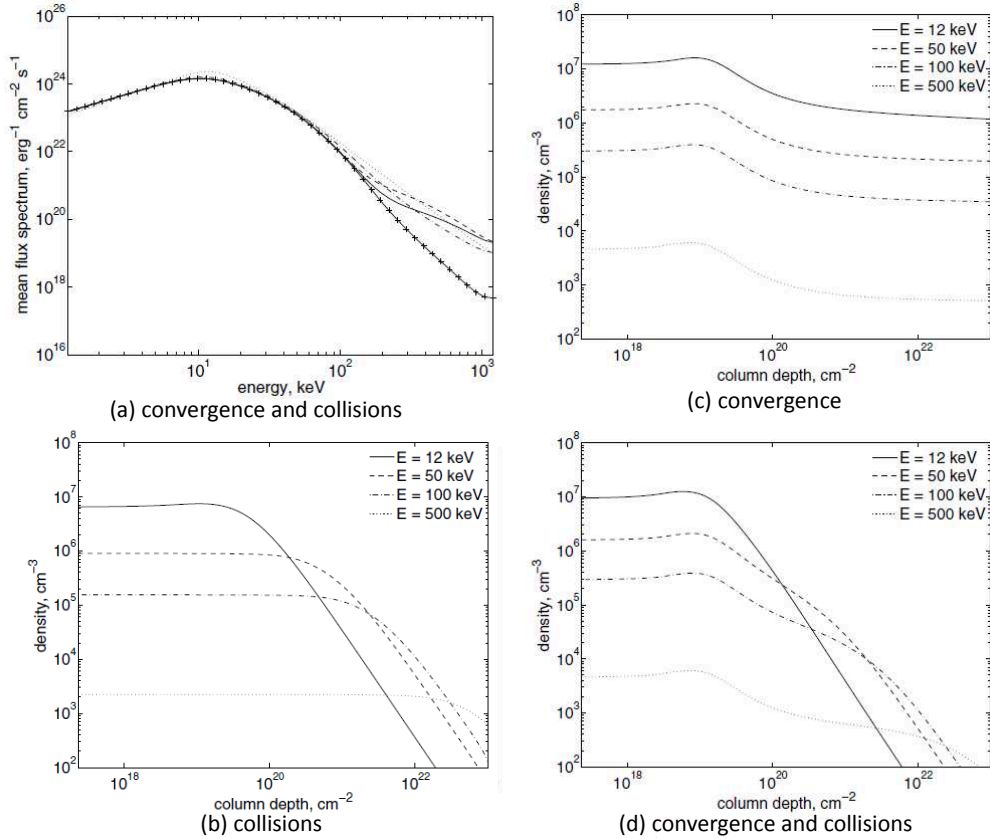 10^26
10^24
10^22
10^20
10^18
10^16
mean flux spectrum, erg^−1 cm^−2 s^−1
10^1
10^2
10^3
energy, keV
(a) convergence and collisions
10^8
10^7
10^6
10^5
10^4
10^3
10^2
density, cm^−3
E = 12 keV
E = 50 keV
E = 100 keV
E = 500 keV
10^18
10^20
10^22
column depth, cm^−2
(c) convergence
10^8
10^7
10^6
10^5
10^4
10^3
10^2
density, cm^−3
E = 12 keV
E = 50 keV
E = 100 keV
E = 500 keV
10^18
10^20
10^22
column depth, cm^−2
(b) collisions
10^8
10^7
10^6
10^5
10^4
10^3
10^2
density, cm^−3
E = 12 keV
E = 50 keV
E = 100 keV
E = 500 keV
10^18
10^20
10^22
column depth, cm^−2
(d) convergence and collisions